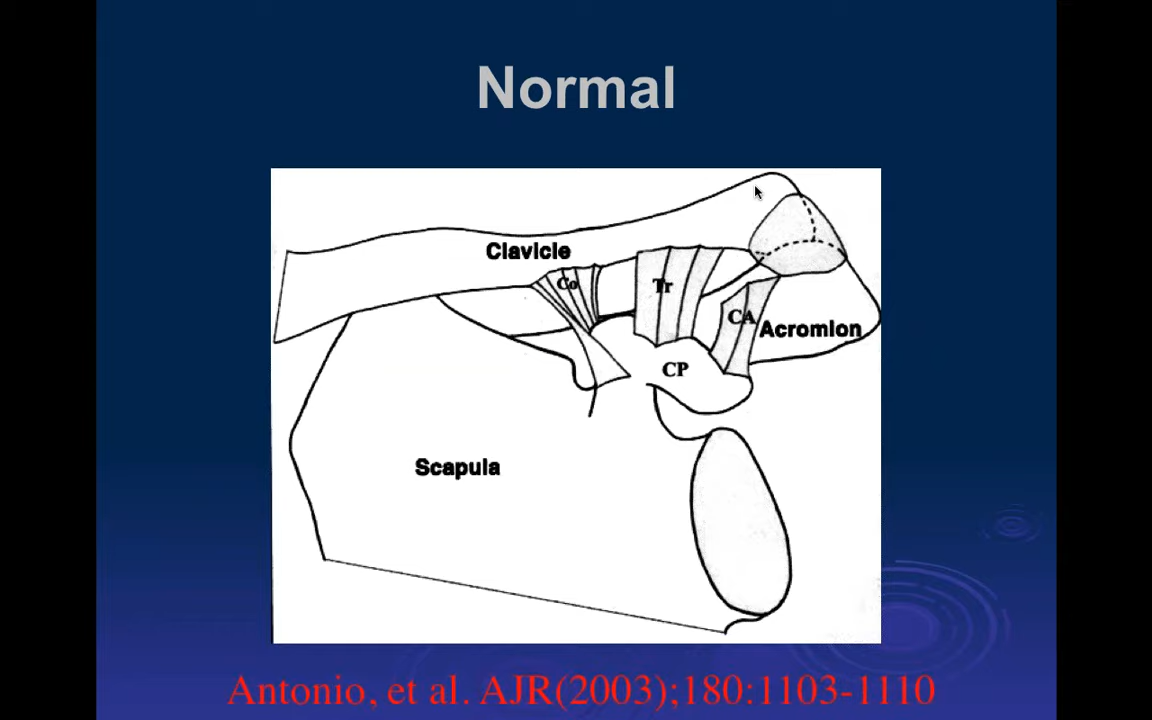 Normal
Clavicle
Co
Tr
CA
Acromion
CP
Scapula
Antonio, et al. AJR(2003);180:1103-1110